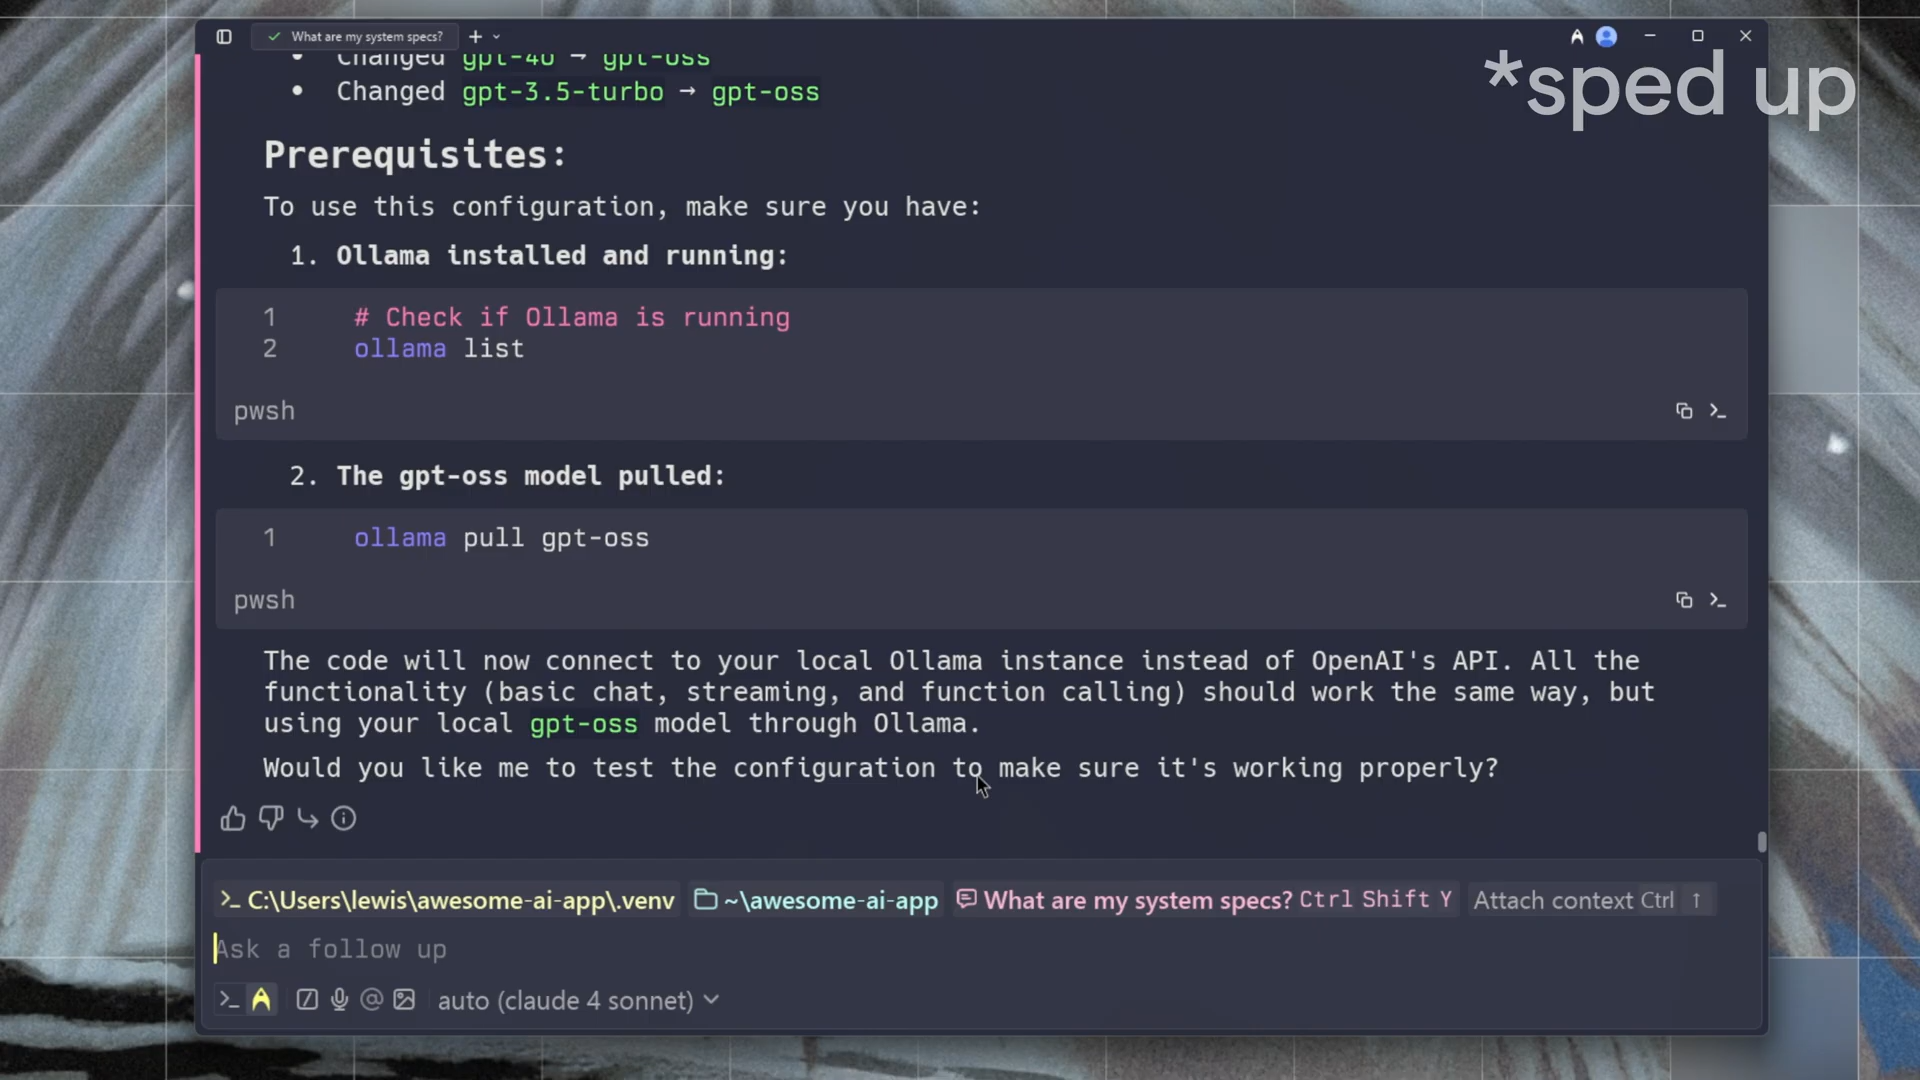 What are my system specs?
*sped up
• Changed gpt-4o → gpt-oss
• Changed gpt-3.5-turbo → gpt-oss
Prerequisites:
To use this configuration, make sure you have:
1. Ollama installed and running:
1 # Check if Ollama is running
2 ollama list
pwsh
2. The gpt-oss model pulled:
1 ollama pull gpt-oss
pwsh
The code will now connect to your local Ollama instance instead of OpenAI's API. All the
functionality (basic chat, streaming, and function calling) should work the same way, but
using your local gpt-oss model through Ollama.
Would you like me to test the configuration to make sure it's working properly?
C:\Users\lewis\awesome-ai-app\.venv ~\awesome-ai-app What are my system specs? Ctrl Shift Y Attach context Ctrl ↑
Ask a follow up
auto (claude 4 sonnet)